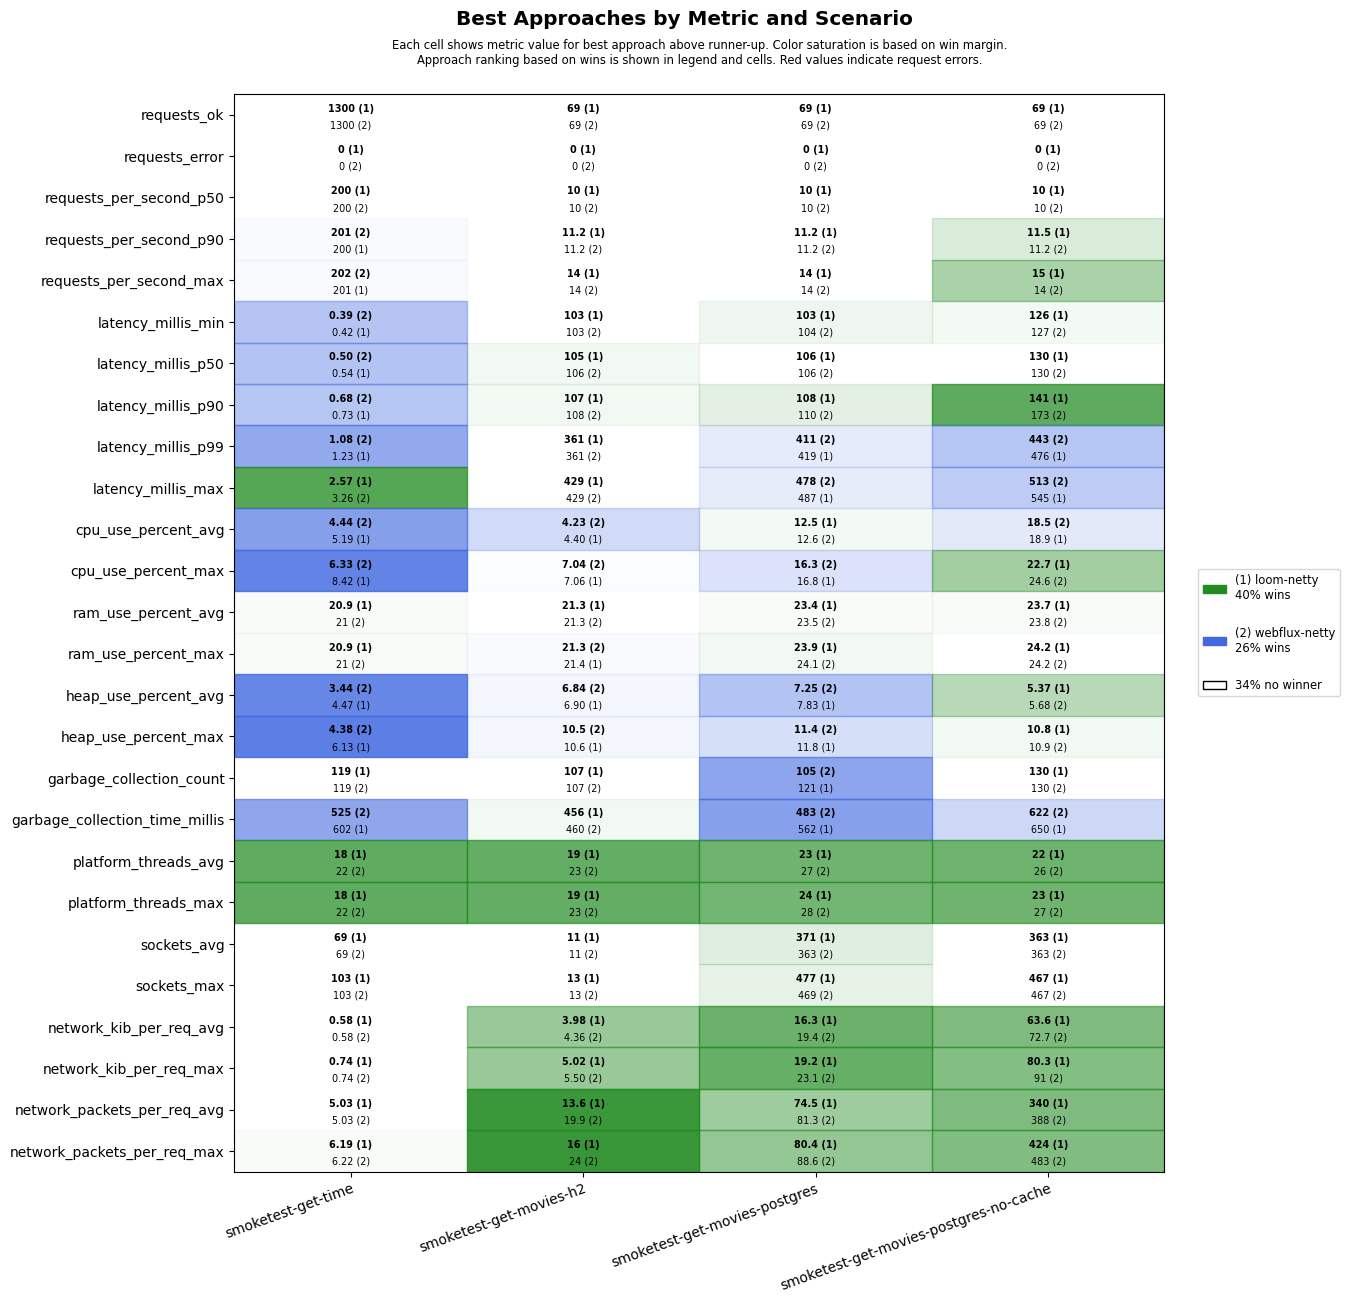 Best Approaches by Metric and Scenario
Each cell shows metric value for best approach above runner-up. Color saturation is based on win margin.
Approach ranking based on wins is shown in legend and cells. Red values indicate request errors.
requests_ok
1300 (1) 69 (1) 69 (1) 69 (1)
1300 (2) 69 (2) 69 (2) 69 (2)
requests_error
0 (1) 0 (1) 0 (1) 0 (1)
0 (2) 0 (2) 0 (2) 0 (2)
requests_per_second_p50
200 (1) 10 (1) 10 (1) 10 (1)
200 (2) 10 (2) 10 (2) 10 (2)
requests_per_second_p90
201 (2) 11.2 (1) 11.2 (1) 11.5 (1)
200 (1) 11.2 (2) 11.2 (2) 11.2 (2)
requests_per_second_max
202 (2) 14 (1) 14 (1) 15 (1)
201 (1) 14 (2) 14 (2) 14 (2)
latency_millis_min
0.39 (2) 103 (1) 103 (1) 126 (1)
0.42 (1) 103 (2) 104 (2) 127 (2)
latency_millis_p50
0.50 (2) 105 (1) 106 (1) 130 (1)
0.54 (1) 106 (2) 106 (2) 130 (2)
latency_millis_p90
0.68 (2) 107 (1) 108 (1) 141 (1)
0.73 (1) 108 (2) 110 (2) 173 (2)
latency_millis_p99
1.08 (2) 361 (1) 411 (2) 443 (2)
1.23 (1) 361 (2) 419 (1) 476 (1)
latency_millis_max
2.57 (1) 429 (1) 478 (2) 513 (2)
3.26 (2) 429 (2) 487 (1) 545 (1)
cpu_use_percent_avg
4.44 (2) 4.23 (2) 12.5 (1) 18.5 (2)
5.19 (1) 4.40 (1) 12.6 (2) 18.9 (1)
cpu_use_percent_max
6.33 (2) 7.04 (2) 16.3 (2) 22.7 (1)
8.42 (1) 7.06 (1) 16.8 (1) 24.6 (2)
ram_use_percent_avg
20.9 (1) 21.3 (1) 23.4 (1) 23.7 (1)
21 (2) 21.3 (2) 23.5 (2) 23.8 (2)
ram_use_percent_max
20.9 (1) 21.3 (2) 23.9 (1) 24.2 (1)
21 (2) 21.4 (1) 24.1 (2) 24.2 (2)
heap_use_percent_avg
3.44 (2) 6.84 (2) 7.25 (2) 5.37 (1)
4.47 (1) 6.90 (1) 7.83 (1) 5.68 (2)
heap_use_percent_max
4.38 (2) 10.5 (2) 11.4 (2) 10.8 (1)
6.13 (1) 10.6 (1) 11.8 (1) 10.9 (2)
garbage_collection_count
119 (1) 107 (1) 105 (2) 130 (1)
119 (2) 107 (2) 121 (1) 130 (2)
garbage_collection_time_millis
525 (2) 456 (1) 483 (2) 622 (2)
602 (1) 460 (2) 562 (1) 650 (1)
platform_threads_avg
18 (1) 19 (1) 23 (1) 22 (1)
22 (2) 23 (2) 27 (2) 26 (2)
platform_threads_max
18 (1) 19 (1) 24 (1) 23 (1)
22 (2) 23 (2) 28 (2) 27 (2)
sockets_avg
69 (1) 11 (1) 371 (1) 363 (1)
69 (2) 11 (2) 363 (2) 363 (2)
sockets_max
103 (1) 13 (1) 477 (1) 467 (1)
103 (2) 13 (2) 469 (2) 467 (2)
network_kib_per_req_avg
0.58 (1) 3.98 (1) 16.3 (1) 63.6 (1)
0.58 (2) 4.36 (2) 19.4 (2) 72.7 (2)
network_kib_per_req_max
0.74 (1) 5.02 (1) 19.2 (1) 80.3 (1)
0.74 (2) 5.50 (2) 23.1 (2) 91 (2)
network_packets_per_req_avg
5.03 (1) 13.6 (1) 74.5 (1) 340 (1)
5.03 (2) 19.9 (2) 81.3 (2) 388 (2)
network_packets_per_req_max
6.19 (1) 16 (1) 80.4 (1) 424 (1)
6.22 (2) 24 (2) 88.6 (2) 483 (2)
smoketest-get-time
smoketest-get-movies-h2
smoketest-get-movies-postgres
smoketest-get-movies-postgres-no-cache
(1) loom-netty
40% wins
(2) webflux-netty
26% wins
34% no winner